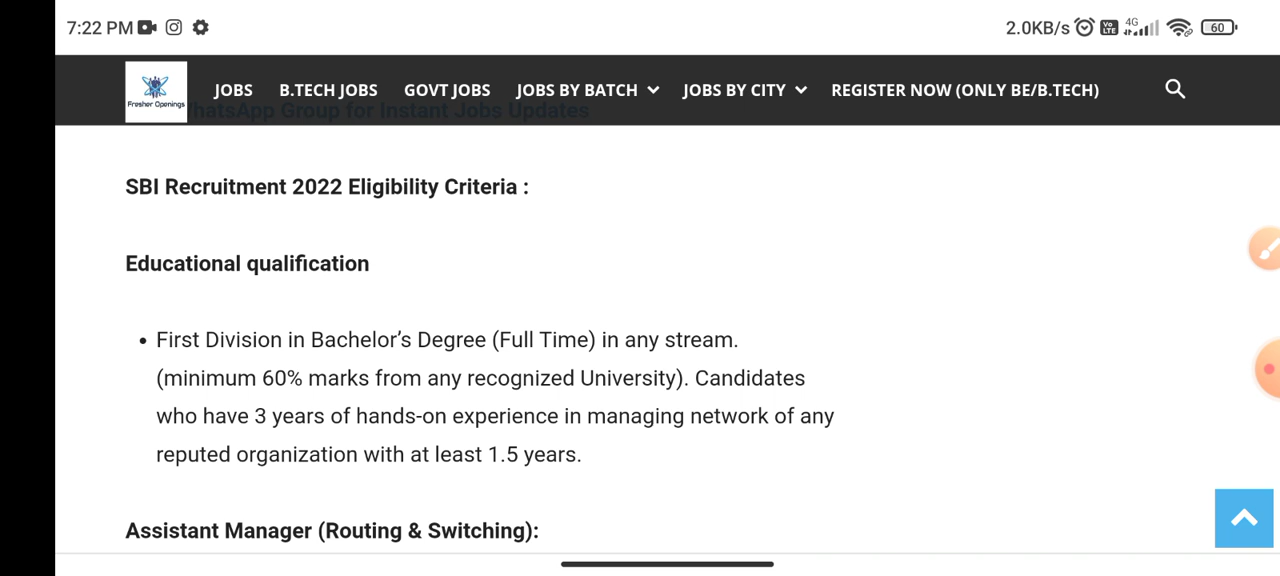 7:22 PM
2.0KB/s Vo LTE 4G 60
Fresher Openings
JOBS B.TECH JOBS GOVT JOBS JOBS BY BATCH JOBS BY CITY REGISTER NOW (ONLY BE/B.TECH)
hatsApp Group for Instant Jobs Updates
SBI Recruitment 2022 Eligibility Criteria :
Educational qualification
• First Division in Bachelor’s Degree (Full Time) in any stream.
(minimum 60% marks from any recognized University). Candidates
who have 3 years of hands-on experience in managing network of any
reputed organization with at least 1.5 years.
Assistant Manager (Routing & Switching):